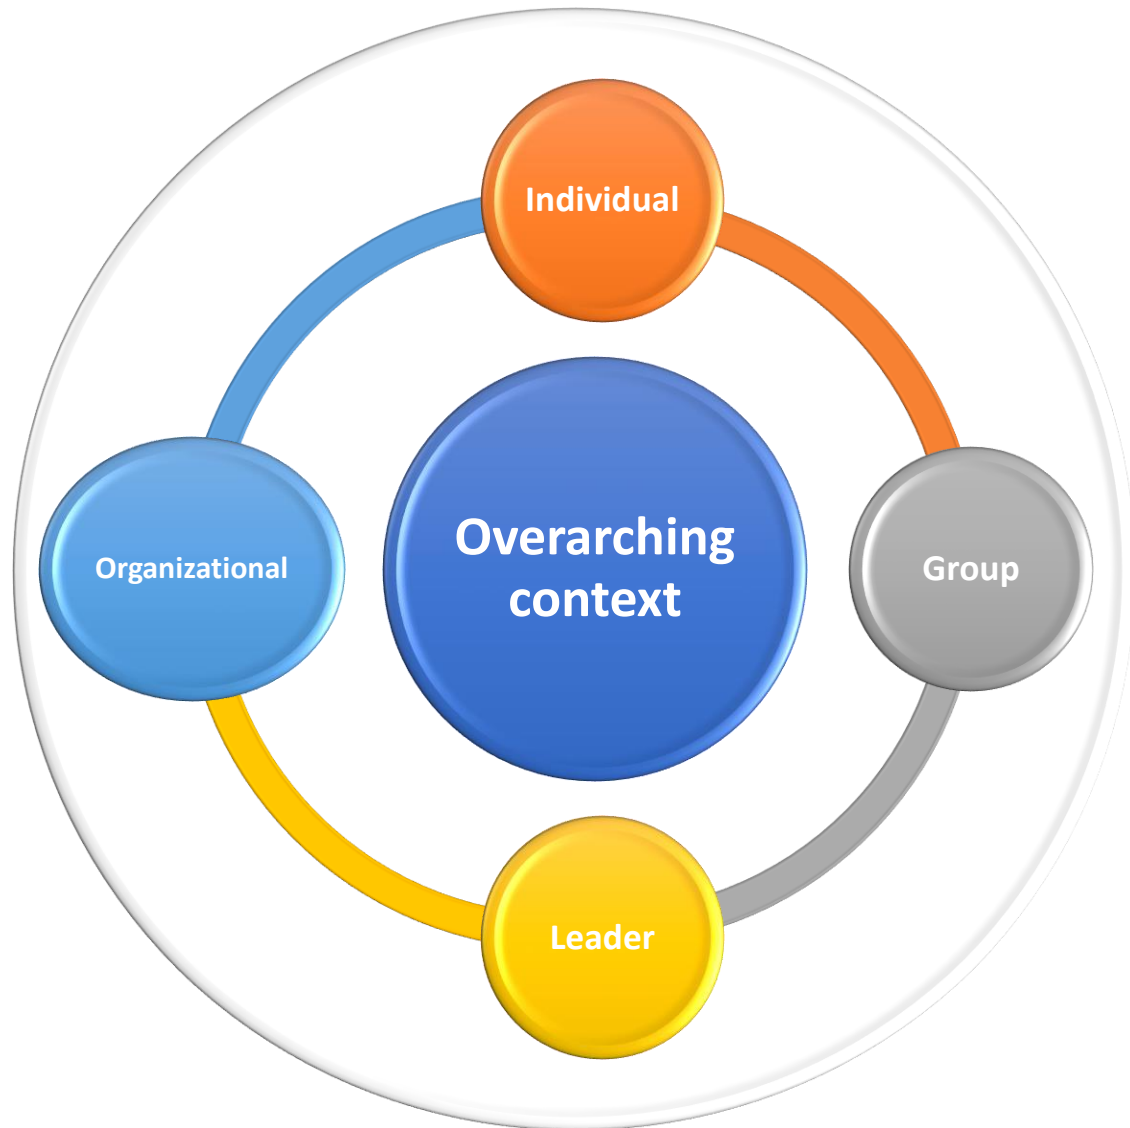 Individual
Overarching
context
Organizational
Group
Leader